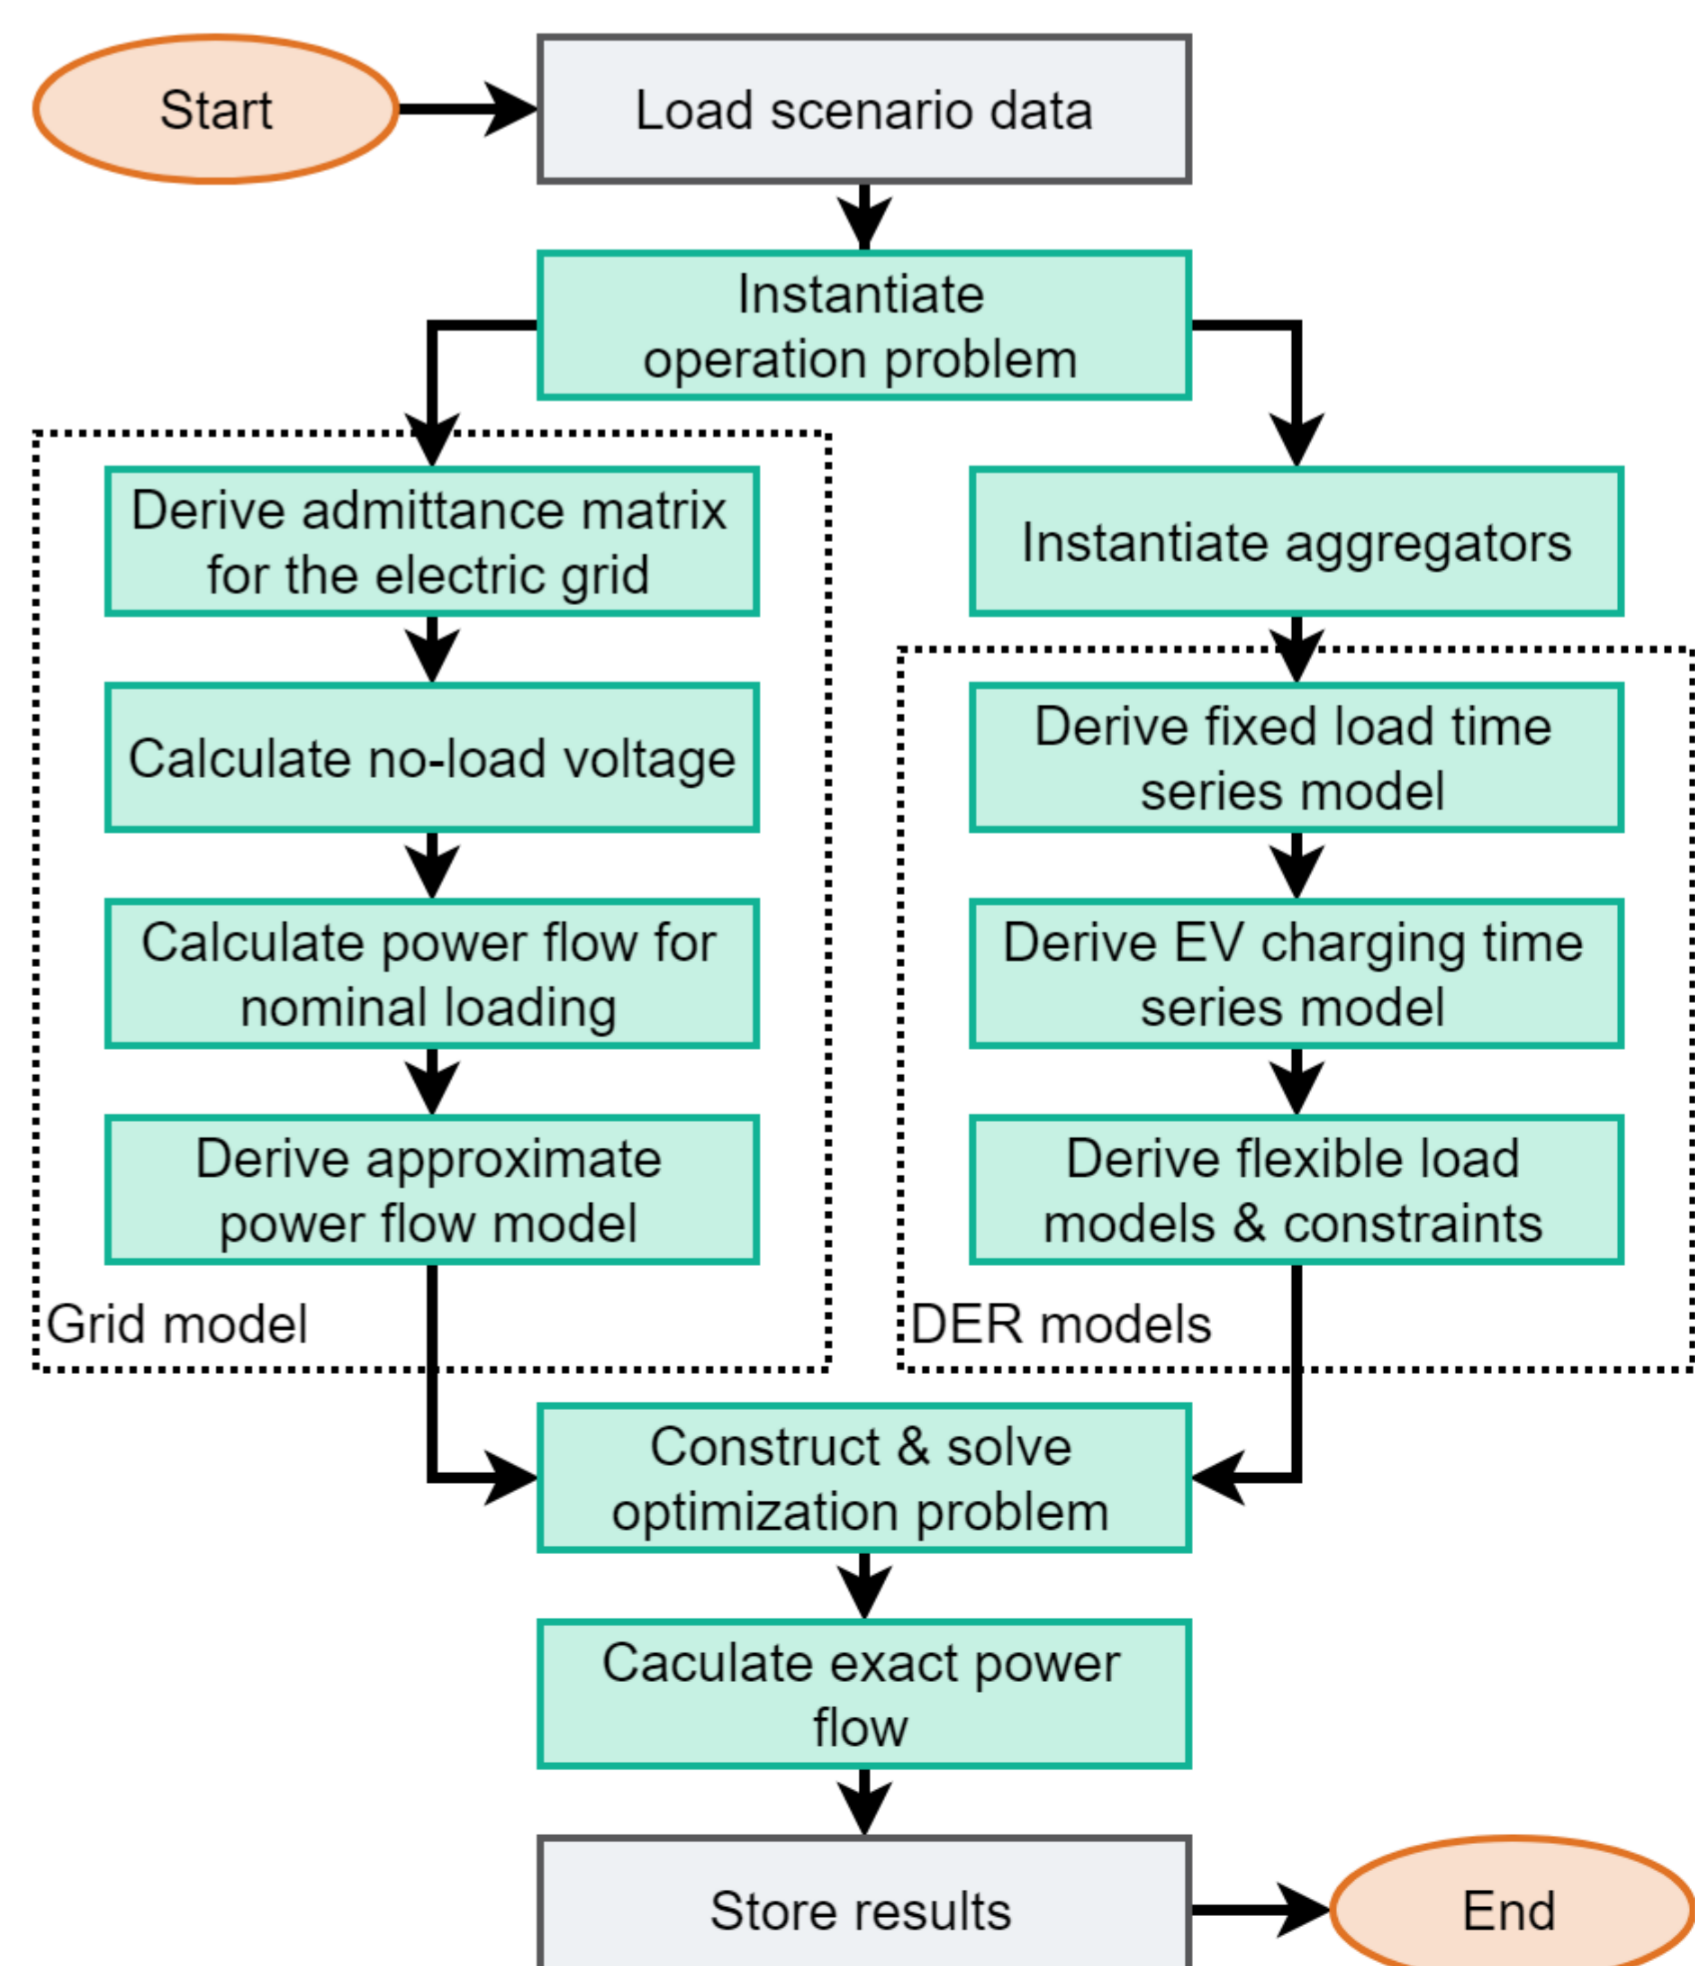 Start
Load scenario data
Instantiate
operation problem
Derive admittance matrix
for the electric grid
Calculate no-load voltage
Calculate power flow for
nominal loading
Derive approximate
power flow model
Grid model
Instantiate aggregators
Derive fixed load time
series model
Derive EV charging time
series model
Derive flexible load
models & constraints
DER models
Construct & solve
optimization problem
Caculate exact power
flow
Store results
End